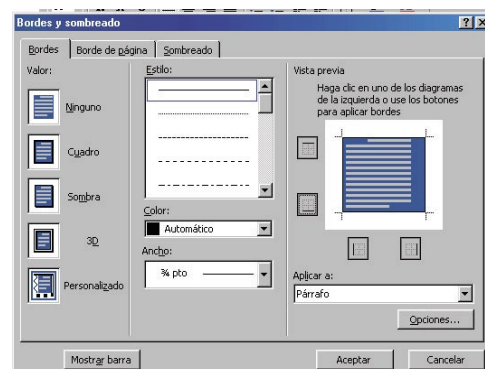 Bordes y sombreado
Bordes
Borde de página
Sombreado
Valor:
Ninguno
Cuadro
Sombra
3D
Personalizado
Estilo:
Color:
Automático
Ancho:
¾ pto
Vista previa
Haga clic en uno de los diagramas
de la izquierda o use los botones
para aplicar bordes
Aplicar a:
Párrafo
Opciones...
Mostrar barra
Aceptar
Cancelar